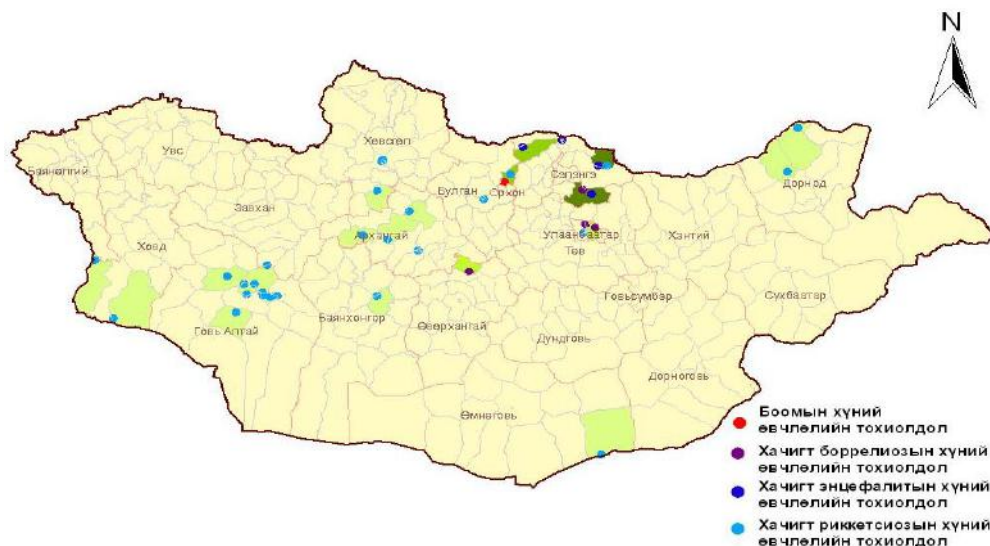 N
Хөвсгөл
Увс
Баянөлгий
Сэлэнгэ
Булган
Орхон
Дорнод
Завхан
Архангай
Улаанбаатар
Хэнтий
Ховд
Төв
Говьсүмбэр
Сүхбаатар
Баянхонгор
Өвөрхангай
Говь Алтай
Дундговь
Дорноговь
Өмнөговь
Боомын хүний
өвчлөлийн тохиолдол
Хачигт боррелиозын хүний
өвчлөлийн тохиолдол
Хачигт энцефалитын хүний
өвчлөлийн тохиолдол
Хачигт риккетсиозын хүний
өвчлөлийн тохиолдол